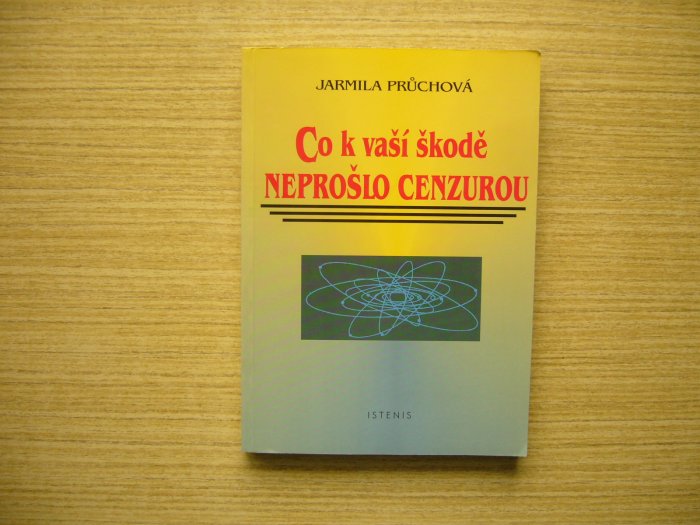 JARMILA PRŮCHOVÁ
Co k vaší škodě
NEPROŠLO CENZUROU
ISTENIS